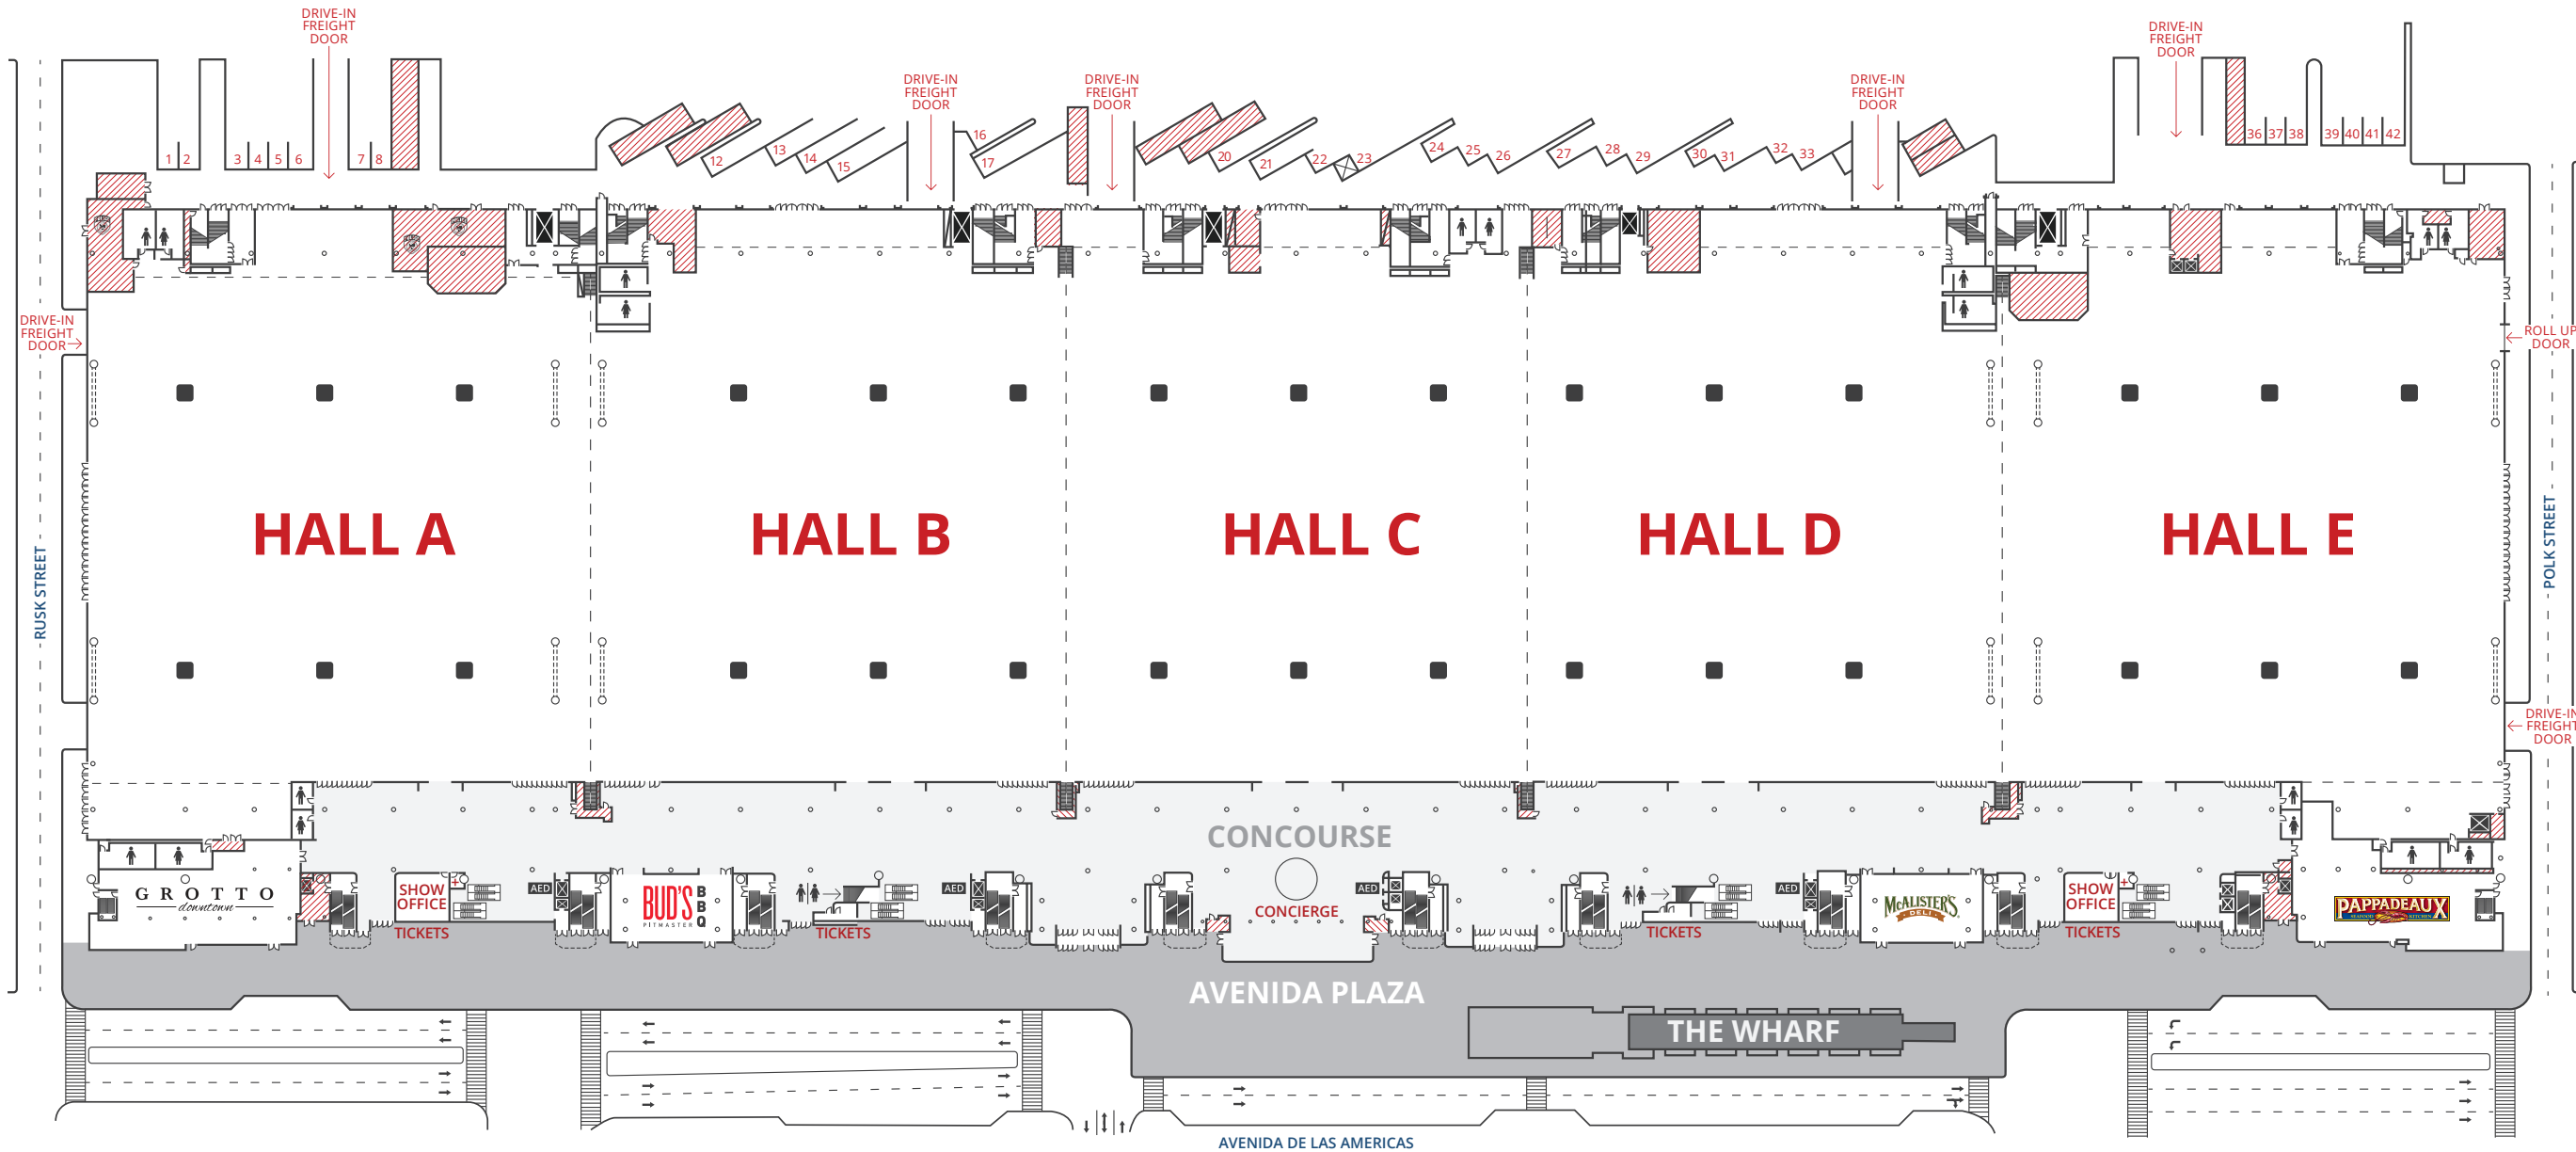 DRIVE-IN
FREIGHT
DOOR
DRIVE-IN
FREIGHT
DOOR
DRIVE-IN
FREIGHT
DOOR
DRIVE-IN
FREIGHT
DOOR
DRIVE-IN
FREIGHT
DOOR
1 2 3 4 5 6 7 8 12 13 14 15 16 17 20 21 22 23 24 25 26 27 28 29 30 31 32 33 36 37 38 39 40 41 42
DRIVE-IN
FREIGHT
DOOR
ROLL UP
DOOR
HALL A HALL B HALL C HALL D HALL E
RUSK STREET
POLK STREET
DRIVE-IN
FREIGHT
DOOR
CONCOURSE
GROTTO
downtown
SHOW
OFFICE
TICKETS
AED
BUD'S
BBQ
PITMASTER
TICKETS
AED
CONCIERGE
AED
TICKETS
AED
McALISTER'S
DELI
SHOW
OFFICE
TICKETS
PAPPADEAUX
SEAFOOD KITCHEN
AVENIDA PLAZA
THE WHARF
AVENIDA DE LAS AMERICAS